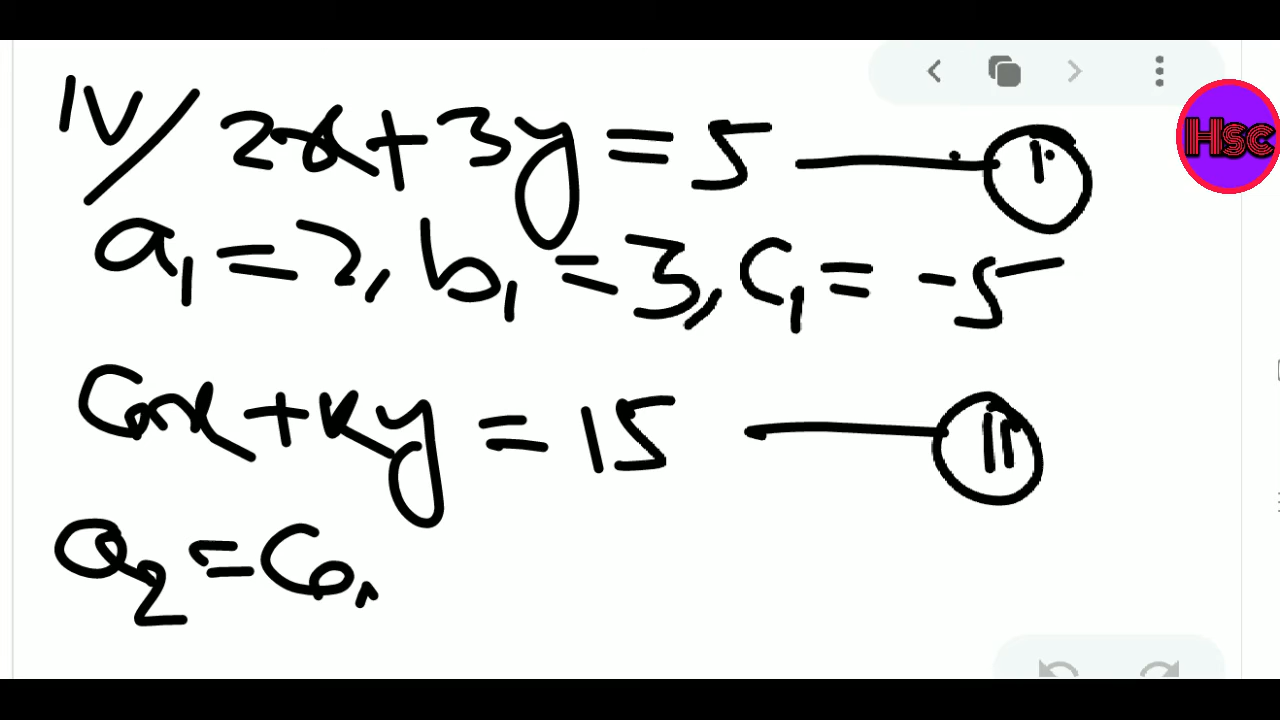 IV/ 2x+3y=5 —— I
Hsc
a₁=2, b₁=3, c₁=-5
6x+ky=15 —— II
a₂=6,